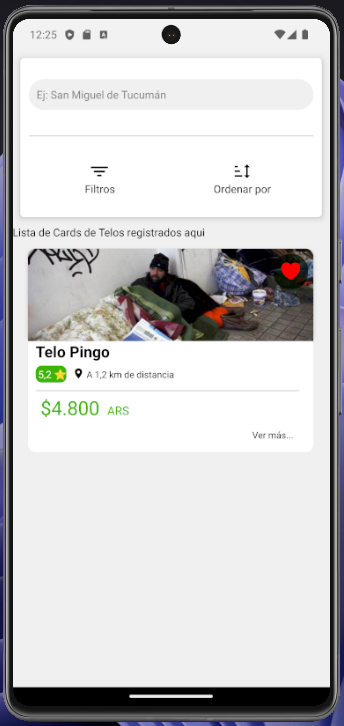 12:25
Ej: San Miguel de Tucumán
Filtros
Ordenar por
Lista de Cards de Telos registrados aqui
Telo Pingo
5,2
A 1,2 km de distancia
$4.800 ARS
Ver más...